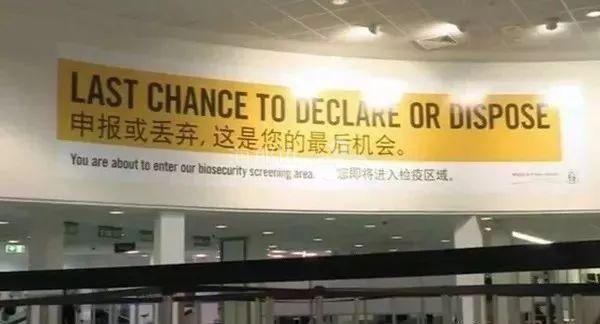 LAST CHANCE TO DECLARE OR DISPOSE
申报或丢弃,这是您的最后机会。
You are about to enter our biosecurity screening area. 您即将进入检疫区域。